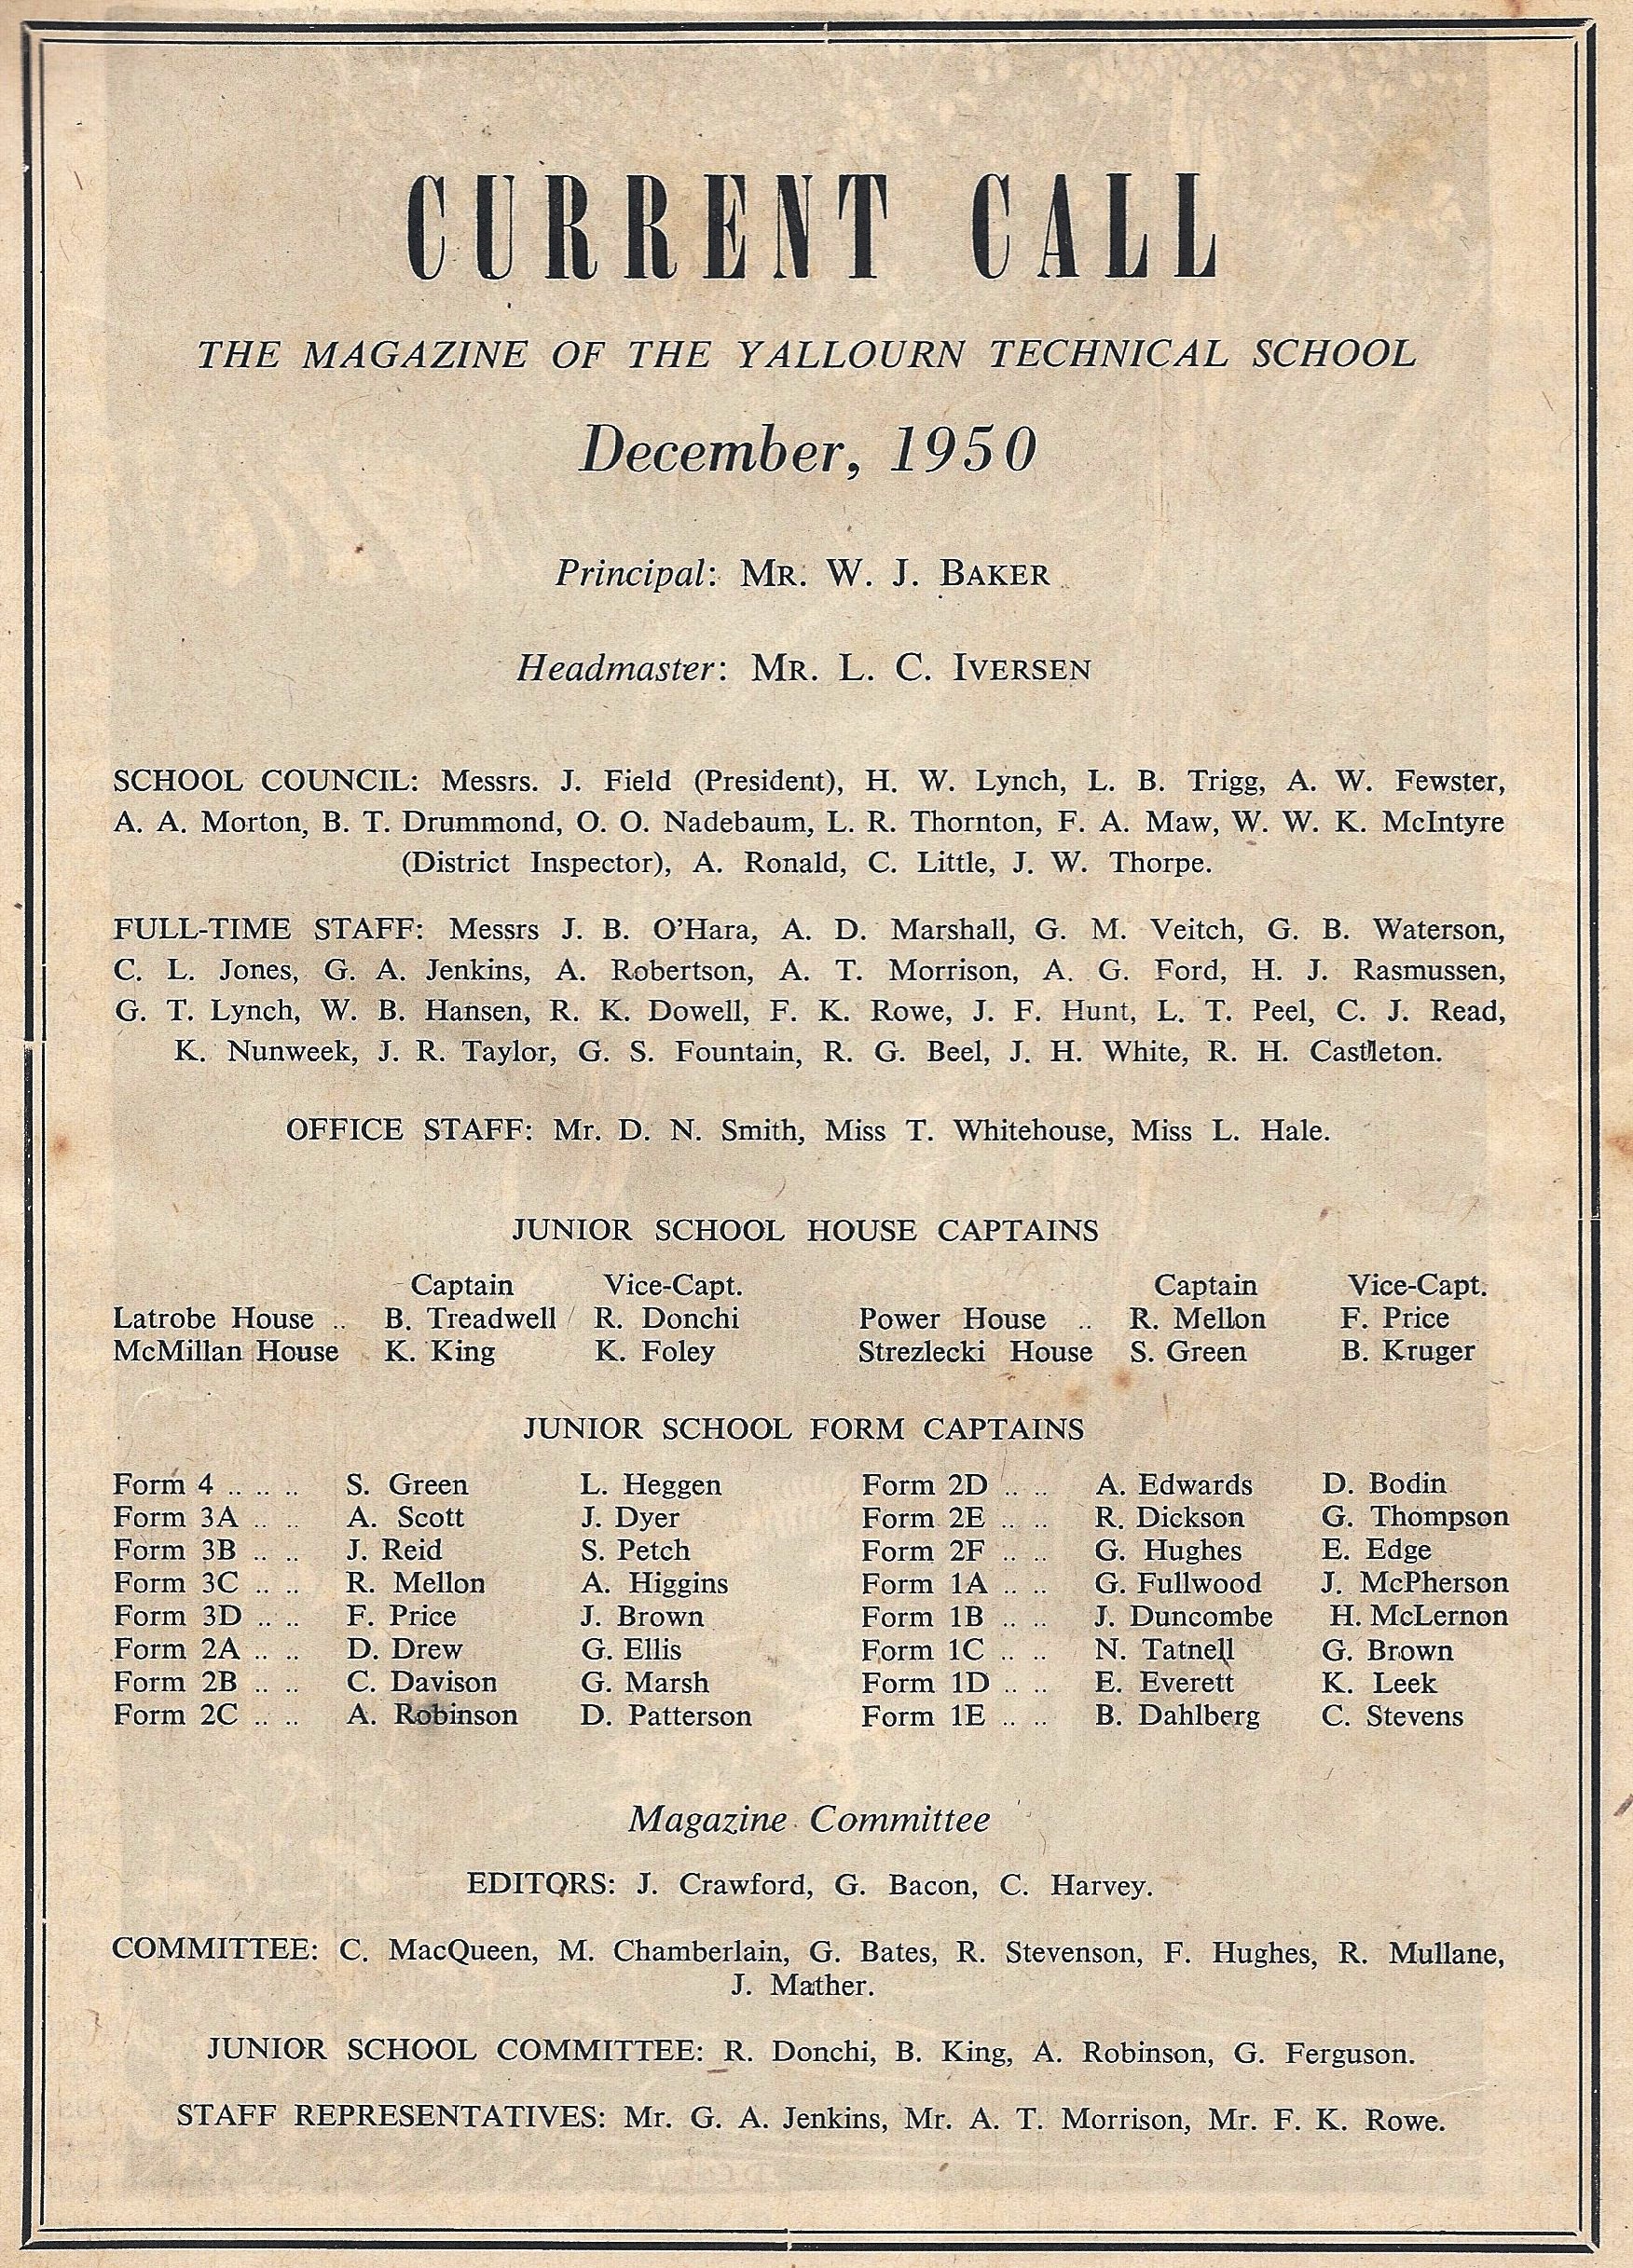 CURRENT CALL
THE MAGAZINE OF THE YALLOURN TECHNICAL SCHOOL
December, 1950
Principal: MR. W. J. BAKER
Headmaster: MR. L. C. IVERSEN
SCHOOL COUNCIL: Messrs. J. Field (President), H. W. Lynch, L. B. Trigg, A. W. Fewster,
A. A. Morton, B. T. Drummond, O. O. Nadebaum, L. R. Thornton, F. A. Maw, W. W. K. McIntyre
(District Inspector), A. Ronald, C. Little, J. W. Thorpe.
FULL-TIME STAFF: Messrs J. B. O'Hara, A. D. Marshall, G. M. Veitch, G. B. Waterson,
C. L. Jones, G. A. Jenkins, A. Robertson, A. T. Morrison, A. G. Ford, H. J. Rasmussen,
G. T. Lynch, W. B. Hansen, R. K. Dowell, F. K. Rowe, J. F. Hunt, L. T. Peel, C. J. Read,
K. Nunweek, J. R. Taylor, G. S. Fountain, R. G. Beel, J. H. White, R. H. Castleton.
OFFICE STAFF: Mr. D. N. Smith, Miss T. Whitehouse, Miss L. Hale.
JUNIOR SCHOOL HOUSE CAPTAINS
Captain Vice-Capt. Captain Vice-Capt.
Latrobe House .. B. Treadwell R. Donchi Power House .. R. Mellon F. Price
McMillan House K. King K. Foley Strezlecki House S. Green B. Kruger
JUNIOR SCHOOL FORM CAPTAINS
Form 4 .. .. .. S. Green L. Heggen Form 2D .. .. A. Edwards D. Bodin
Form 3A .. .. A. Scott J. Dyer Form 2E .. .. R. Dickson G. Thompson
Form 3B .. .. J. Reid S. Petch Form 2F .. .. G. Hughes E. Edge
Form 3C .. .. R. Mellon A. Higgins Form 1A .. .. G. Fullwood J. McPherson
Form 3D .. .. F. Price J. Brown Form 1B .. .. J. Duncombe H. McLernon
Form 2A .. .. D. Drew G. Ellis Form 1C .. .. N. Tatnell G. Brown
Form 2B .. .. C. Davison G. Marsh Form 1D .. .. E. Everett K. Leek
Form 2C .. .. A. Robinson D. Patterson Form 1E .. .. B. Dahlberg C. Stevens
Magazine Committee
EDITORS: J. Crawford, G. Bacon, C. Harvey.
COMMITTEE: C. MacQueen, M. Chamberlain, G. Bates, R. Stevenson, F. Hughes, R. Mullane,
J. Mather.
JUNIOR SCHOOL COMMITTEE: R. Donchi, B. King, A. Robinson, G. Ferguson.
STAFF REPRESENTATIVES: Mr. G. A. Jenkins, Mr. A. T. Morrison, Mr. F. K. Rowe.